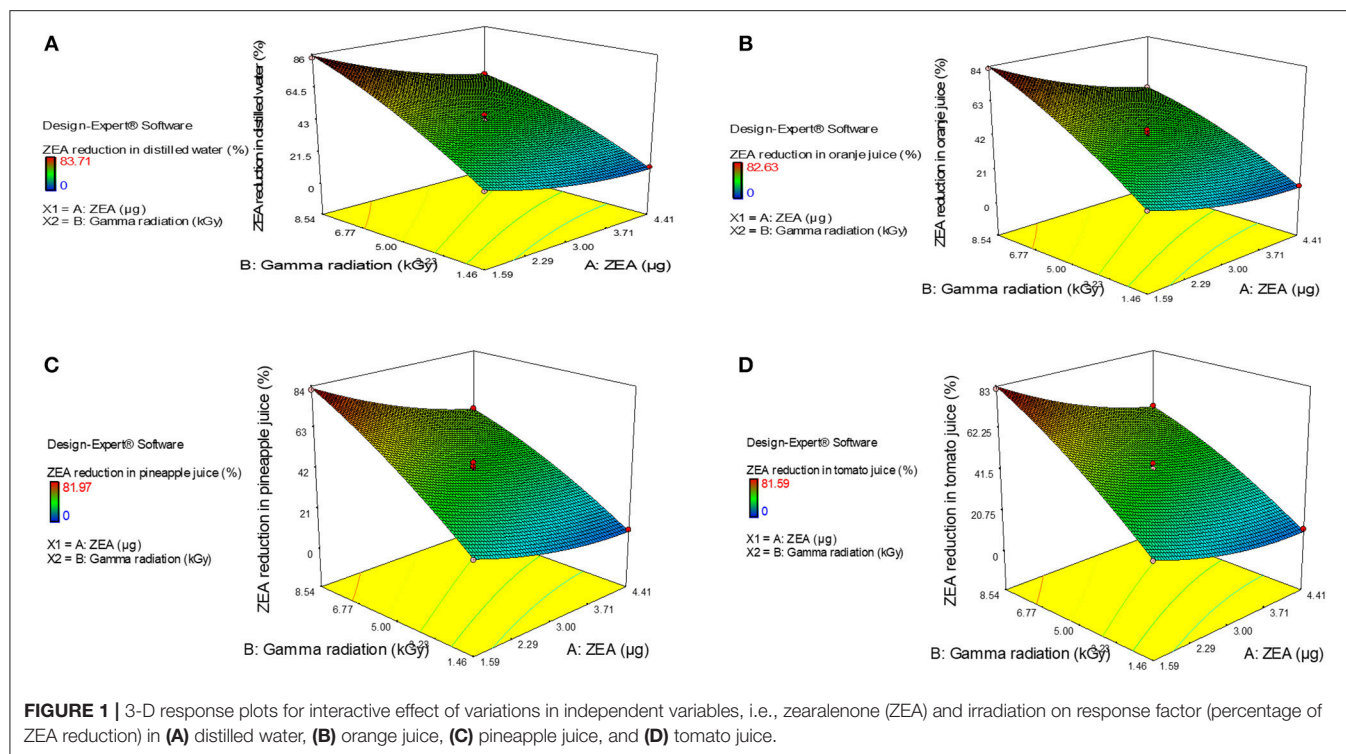 A
ZEA reduction in distilled water (%)
86
64.5
43
21.5
0
Design-Expert® Software
ZEA reduction in distilled water (%)
83.71
0
X1 = A: ZEA (µg)
X2 = B: Gamma radiation (kGy)
8.54
6.77
5.00
3.23
1.46
1.59
2.29
3.00
3.71
4.41
B: Gamma radiation (kGy)
A: ZEA (µg)
B
ZEA reduction in oranje juice (%)
84
63
42
21
0
Design-Expert® Software
ZEA reduction in oranje juice (%)
82.63
0
X1 = A: ZEA (µg)
X2 = B: Gamma radiation (kGy)
8.54
6.77
5.00
3.23
1.46
1.59
2.29
3.00
3.71
4.41
B: Gamma radiation (kGy)
A: ZEA (µg)
C
ZEA reduction in pineapple juice (%)
84
63
42
21
0
Design-Expert® Software
ZEA reduction in pineapple juice (%)
81.97
0
X1 = A: ZEA (µg)
X2 = B: Gamma radiation (kGy)
8.54
6.77
5.00
3.23
1.46
1.59
2.29
3.00
3.71
4.41
B: Gamma radiation (kGy)
A: ZEA (µg)
D
ZEA reduction in tomato juice (%)
83
62.25
41.5
20.75
0
Design-Expert® Software
ZEA reduction in tomato juice (%)
81.59
0
X1 = A: ZEA (µg)
X2 = B: Gamma radiation (kGy)
8.54
6.77
5.00
3.23
1.46
1.59
2.29
3.00
3.71
4.41
B: Gamma radiation (kGy)
A: ZEA (µg)
FIGURE 1 | 3-D response plots for interactive effect of variations in independent variables, i.e., zearalenone (ZEA) and irradiation on response factor (percentage of
ZEA reduction) in (A) distilled water, (B) orange juice, (C) pineapple juice, and (D) tomato juice.